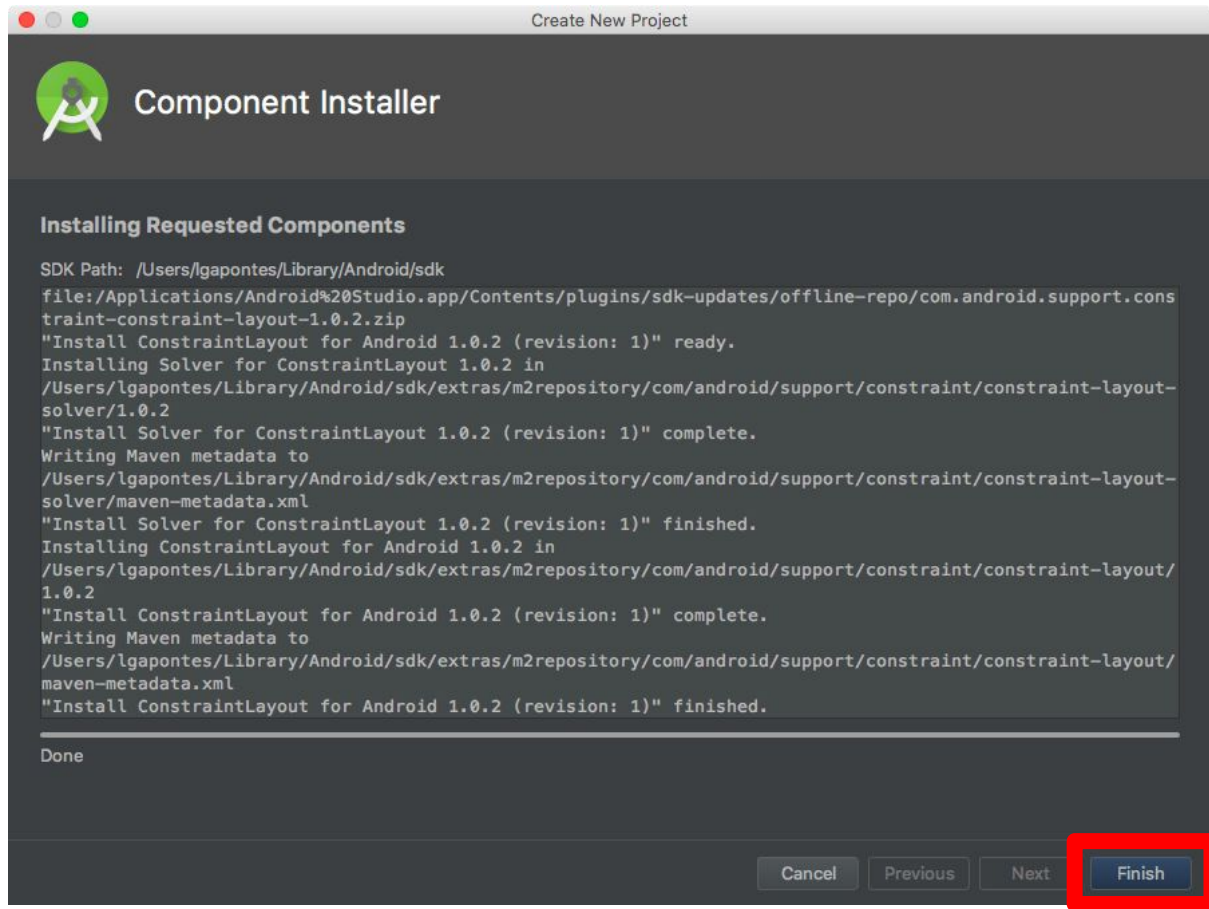 Create New Project
Component Installer
Installing Requested Components
SDK Path: /Users/lgapontes/Library/Android/sdk
file:/Applications/Android%20Studio.app/Contents/plugins/sdk-updates/offline-repo/com.android.support.cons
traint-constraint-layout-1.0.2.zip
"Install ConstraintLayout for Android 1.0.2 (revision: 1)" ready.
Installing Solver for ConstraintLayout 1.0.2 in
/Users/lgapontes/Library/Android/sdk/extras/m2repository/com/android/support/constraint/constraint-layout-
solver/1.0.2
"Install Solver for ConstraintLayout 1.0.2 (revision: 1)" complete.
Writing Maven metadata to
/Users/lgapontes/Library/Android/sdk/extras/m2repository/com/android/support/constraint/constraint-layout-
solver/maven-metadata.xml
"Install Solver for ConstraintLayout 1.0.2 (revision: 1)" finished.
Installing ConstraintLayout for Android 1.0.2 in
/Users/lgapontes/Library/Android/sdk/extras/m2repository/com/android/support/constraint/constraint-layout/
1.0.2
"Install ConstraintLayout for Android 1.0.2 (revision: 1)" complete.
Writing Maven metadata to
/Users/lgapontes/Library/Android/sdk/extras/m2repository/com/android/support/constraint/constraint-layout/
maven-metadata.xml
"Install ConstraintLayout for Android 1.0.2 (revision: 1)" finished.
Done
Cancel Previous Next Finish